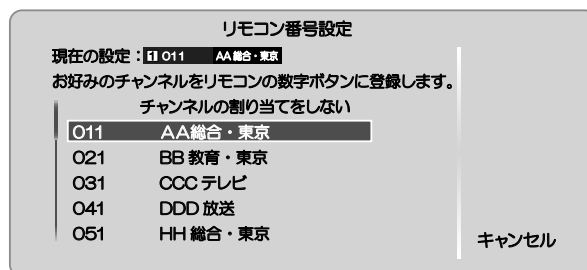 リモコン番号設定
現在の設定：1 011 AA総合・東京
お好みのチャンネルをリモコンの数字ボタンに登録します。
チャンネルの割り当てをしない
011 AA総合・東京
021 BB 教育・東京
031 CCC テレビ
041 DDD 放送
051 HH 総合・東京
キャンセル